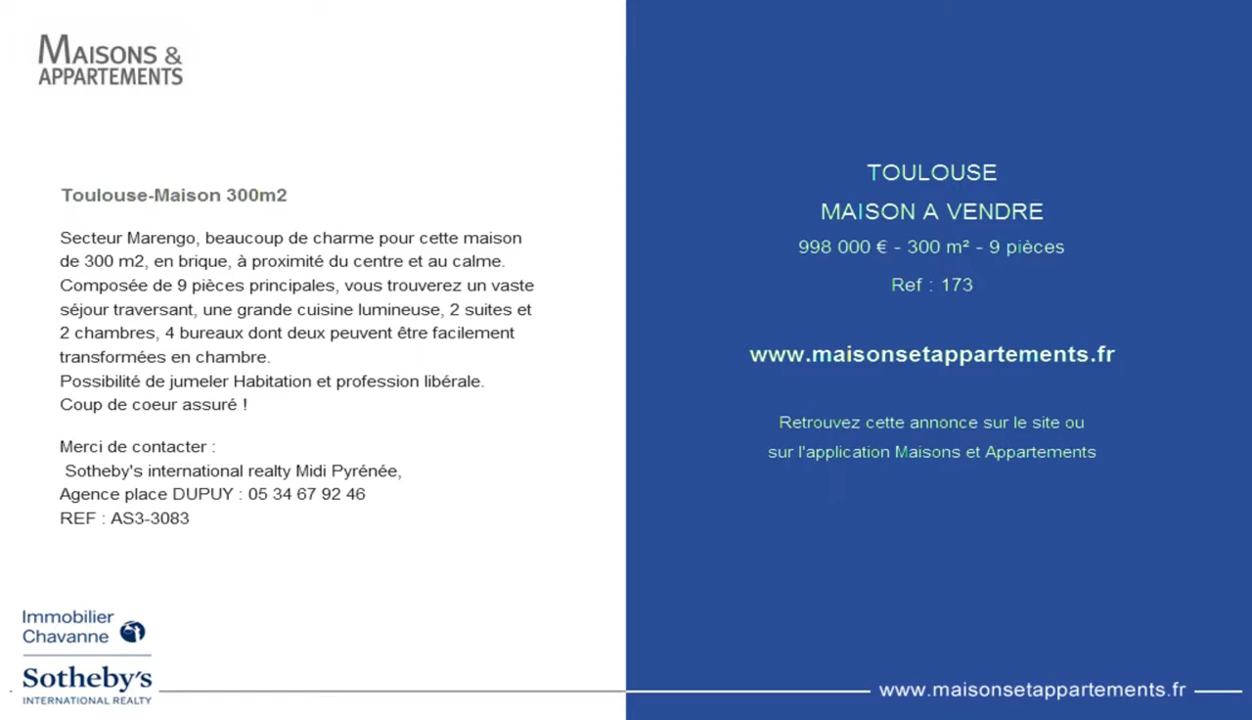 MAISONS &
APPARTEMENTS
Toulouse-Maison 300m2
Secteur Marengo, beaucoup de charme pour cette maison
de 300 m2, en brique, à proximité du centre et au calme.
Composée de 9 pièces principales, vous trouverez un vaste
séjour traversant, une grande cuisine lumineuse, 2 suites et
2 chambres, 4 bureaux dont deux peuvent être facilement
transformées en chambre.
Possibilité de jumeler Habitation et profession libérale.
Coup de coeur assuré !
Merci de contacter :
Sotheby's international realty Midi Pyrénée,
Agence place DUPUY : 05 34 67 92 46
REF : AS3-3083
Immobilier
Chavanne
Sotheby's
INTERNATIONAL REALTY
TOULOUSE
MAISON A VENDRE
998 000 € - 300 m² - 9 pièces
Ref : 173
www.maisonsetappartements.fr
Retrouvez cette annonce sur le site ou
sur l'application Maisons et Appartements
www.maisonsetappartements.fr